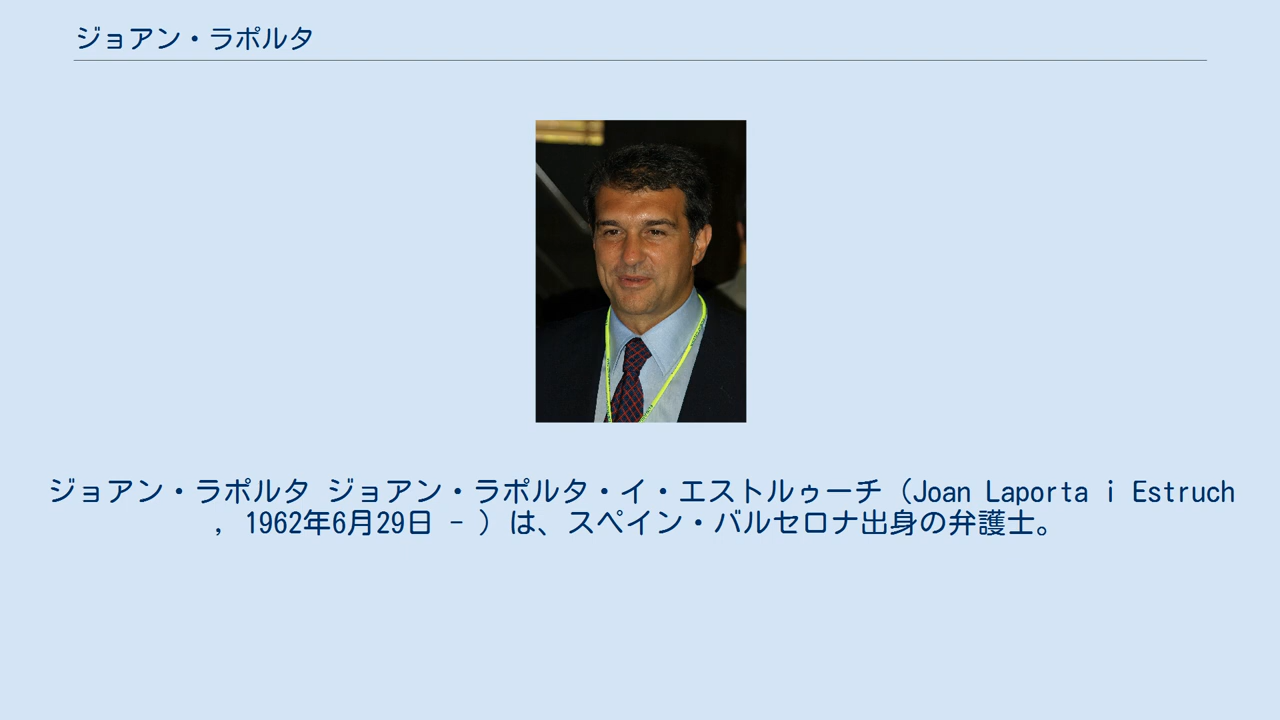 ジョアン・ラポルタ
ジョアン・ラポルタ ジョアン・ラポルタ・イ・エストルゥーチ（Joan Laporta i Estruch
, 1962年6月29日 - ）は、スペイン・バルセロナ出身の弁護士。